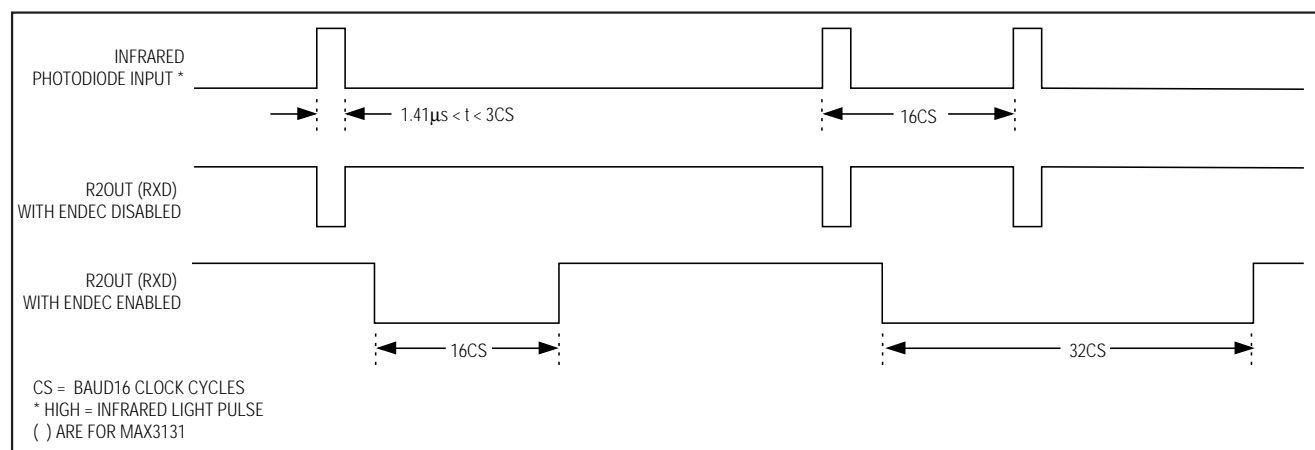 INFRARED
PHOTODIODE INPUT *
1.41µs < t < 3CS
16CS
R2OUT (RXD)
WITH ENDEC DISABLED
R2OUT (RXD)
WITH ENDEC ENABLED
16CS
32CS
CS = BAUD16 CLOCK CYCLES
* HIGH = INFRARED LIGHT PULSE
( ) ARE FOR MAX3131